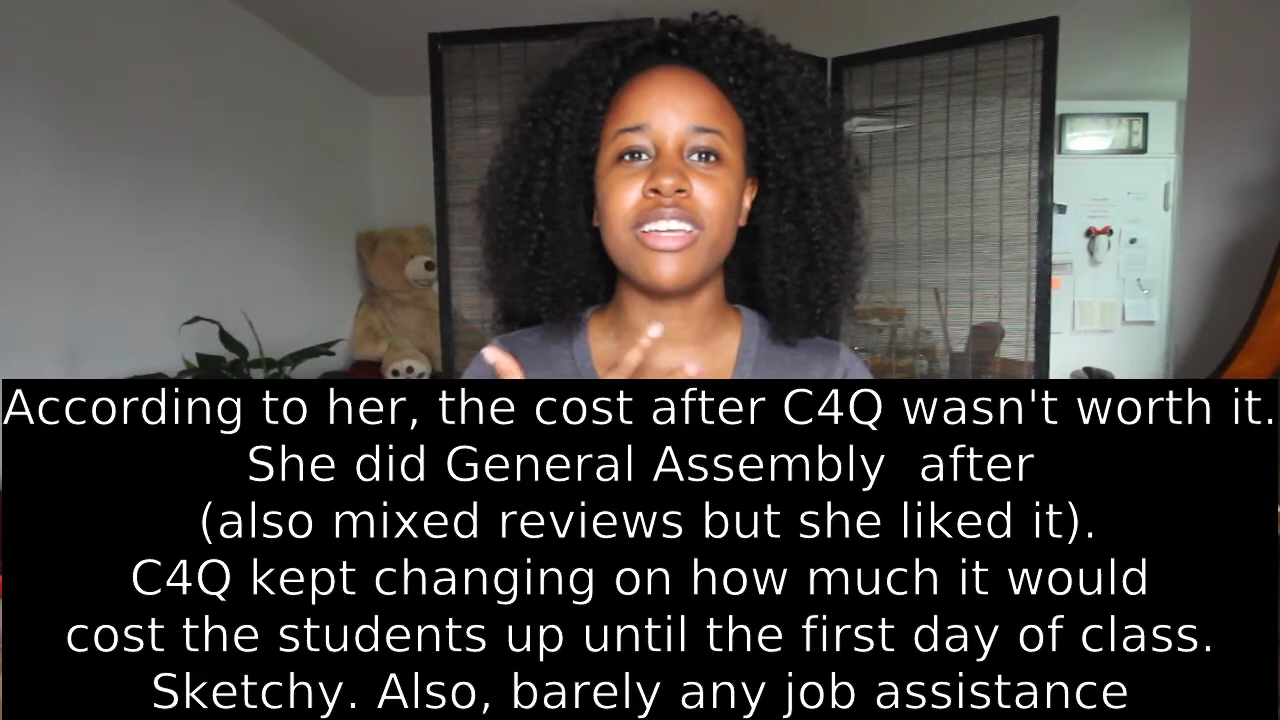 According to her, the cost after C4Q wasn't worth it.
She did General Assembly  after
(also mixed reviews but she liked it).
C4Q kept changing on how much it would
cost the students up until the first day of class.
Sketchy. Also, barely any job assistance